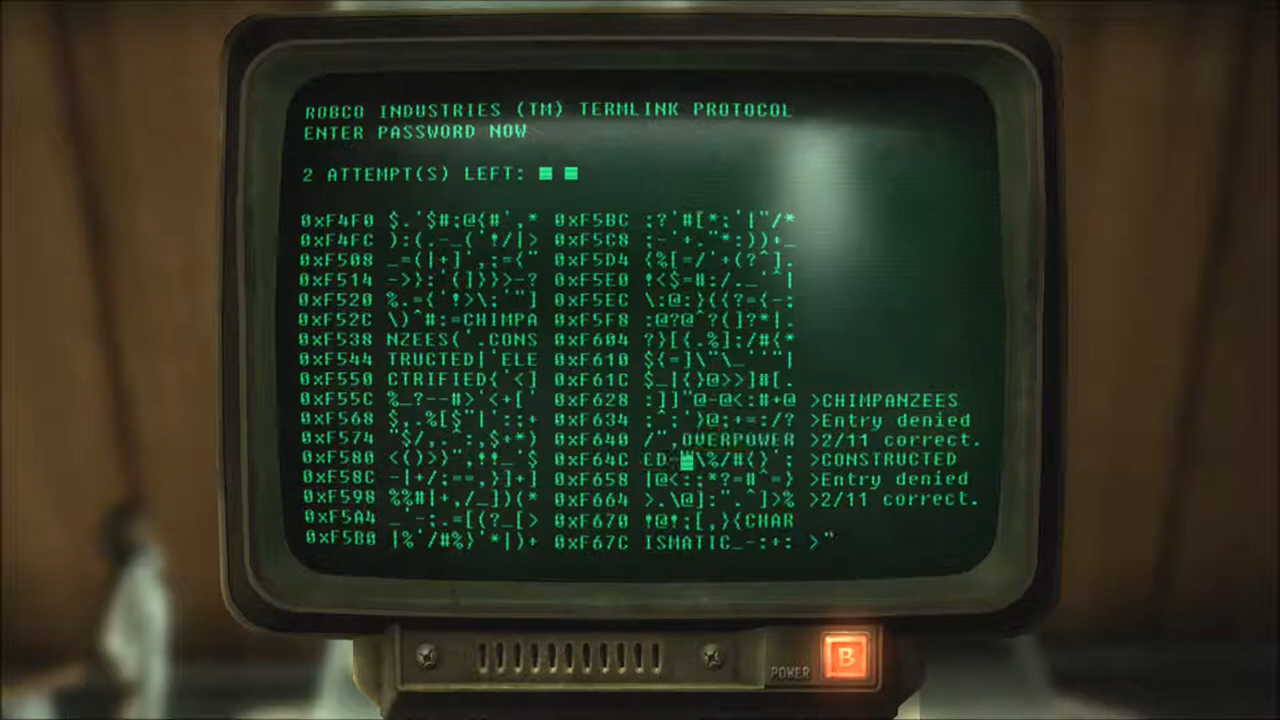 ROBCO INDUSTRIES (TM) TERMLINK PROTOCOL
ENTER PASSWORD NOW
2 ATTEMPT(S) LEFT:
0xF4F0 $.'$#;@{#',* 0xF5BC :?'#[*;'|"/*
0xF4FC ):(.-_('!/|> 0xF5C8 ;-'+."*:))+_
0xF508 _=(|+]',:={" 0xF5D4 {%[=/'+(?^].
0xF514 ->}:'(]}}>-? 0xF5E0 !<$=#:/._'^|
0xF520 %.={'!>\;'"] 0xF5EC \:@:}({?={-;
0xF52C \)^#:=CHIMPA 0xF5F8 :@?@^?(]?*|.
0xF538 NZEES('.CONS 0xF604 ?}[{.%];/#{*
0xF544 TRUCTED|'ELE 0xF610 ${=]\"\_''"|
0xF550 CTRIFIED{'<] 0xF61C $_|{}@>>]#[.
0xF55C %_?--#>'<+[' 0xF628 :]]"@-@<:#+@ >CHIMPANZEES
0xF568 $,.%[$"|'::+ 0xF634 :^:'}@;+=:/? >Entry denied
0xF574 "$/,.^:,$+*) 0xF640 /",OVERPOWER >2/11 correct.
0xF580 <()>}",!!_'$ 0xF64C ED-"\%/#{}'; >CONSTRUCTED
0xF58C -|+/;==,}]+] 0xF658 |@<:;*?=#^=} >Entry denied
0xF598 %%#|+,/_])(* 0xF664 >.\@]:".^]>% >2/11 correct.
0xF5A4 _'-;.=[(?_[> 0xF670 !@!;[,}{CHAR
0xF5B0 |%'/#%}'*|)+ 0xF67C ISMATIC_-:+: >"
POWER
B